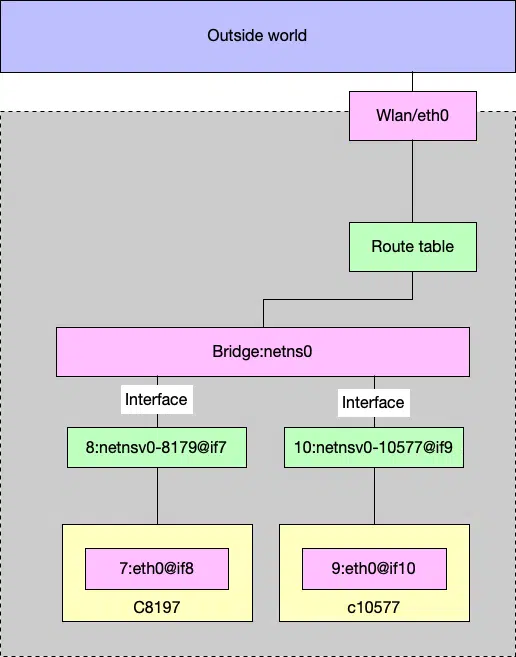 Outside world
Wlan/eth0
Route table
Bridge:netns0
Interface
Interface
8:netnsv0-8179@if7
10:netnsv0-10577@if9
7:eth0@if8
9:eth0@if10
C8197
c10577